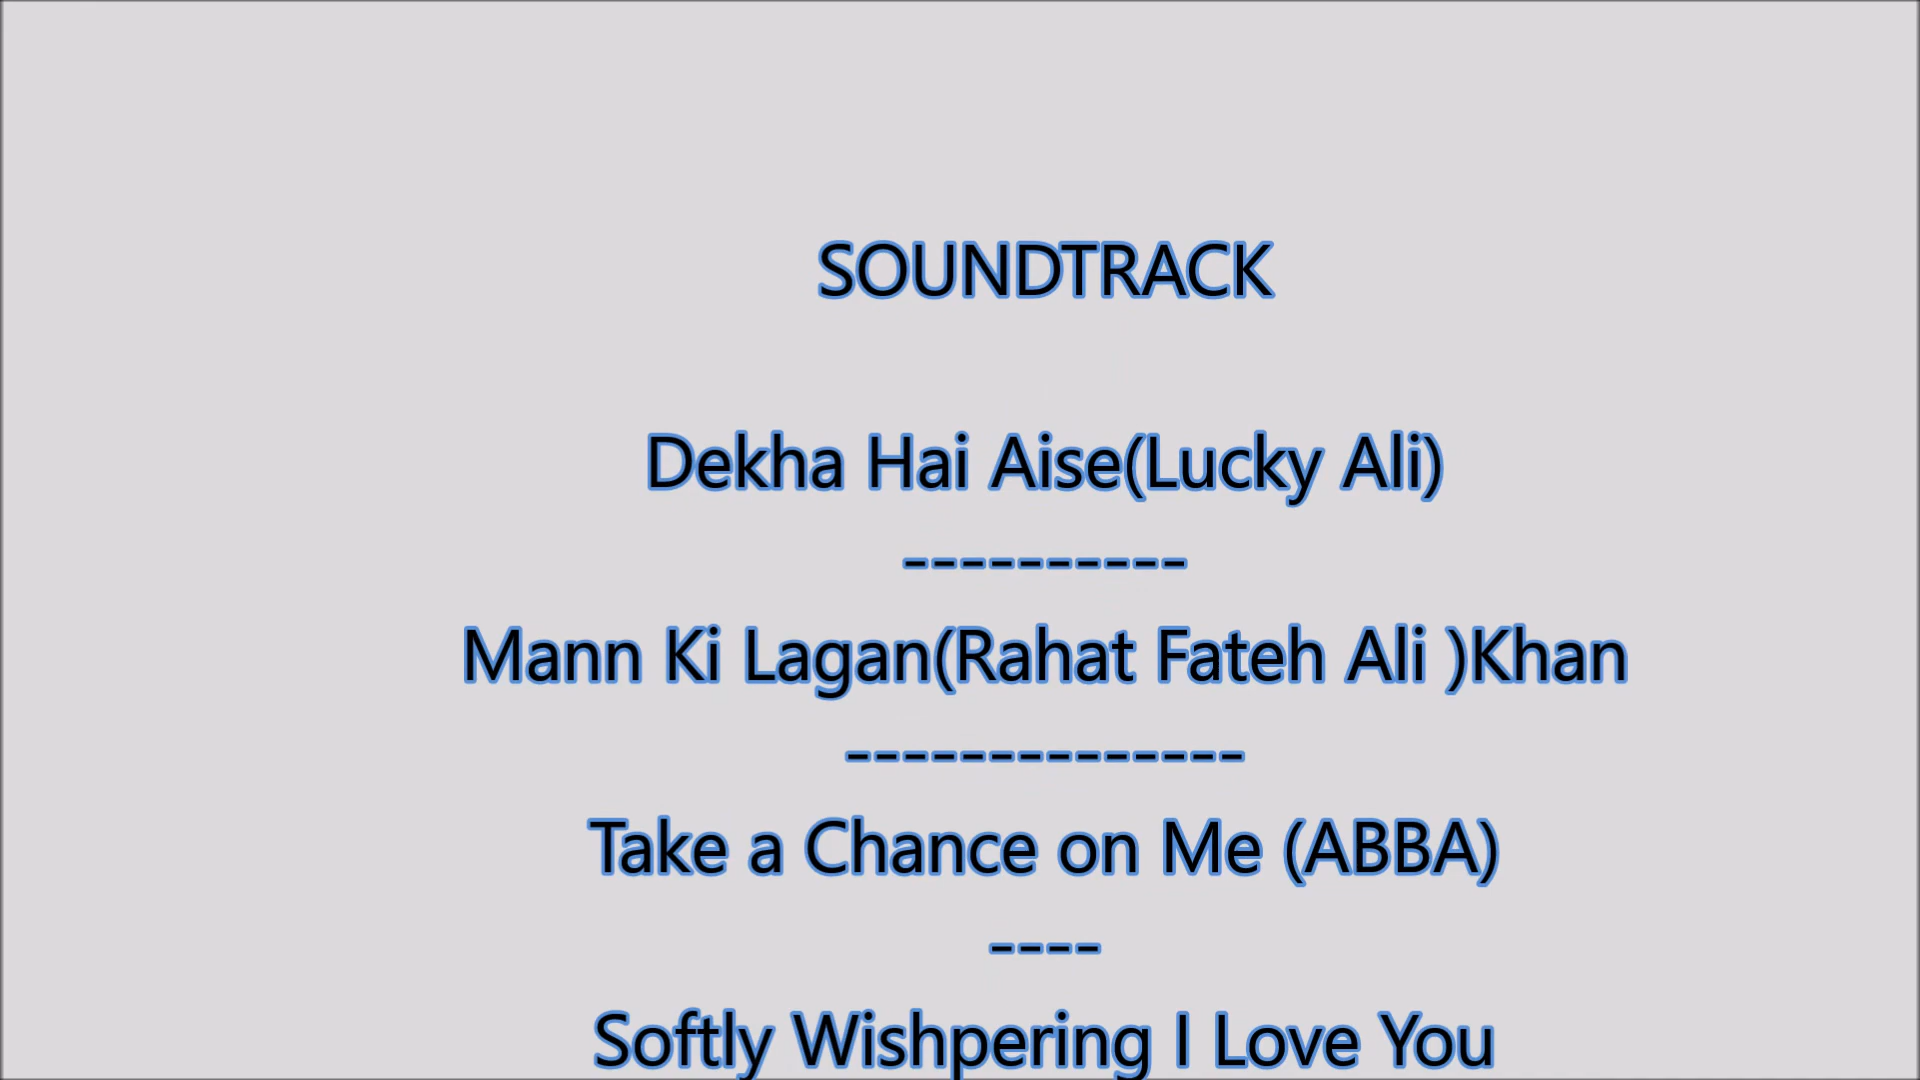 SOUNDTRACK
Dekha Hai Aise(Lucky Ali)
----------
Mann Ki Lagan(Rahat Fateh Ali )Khan
--------------
Take a Chance on Me (ABBA)
----
Softly Wishpering I Love You